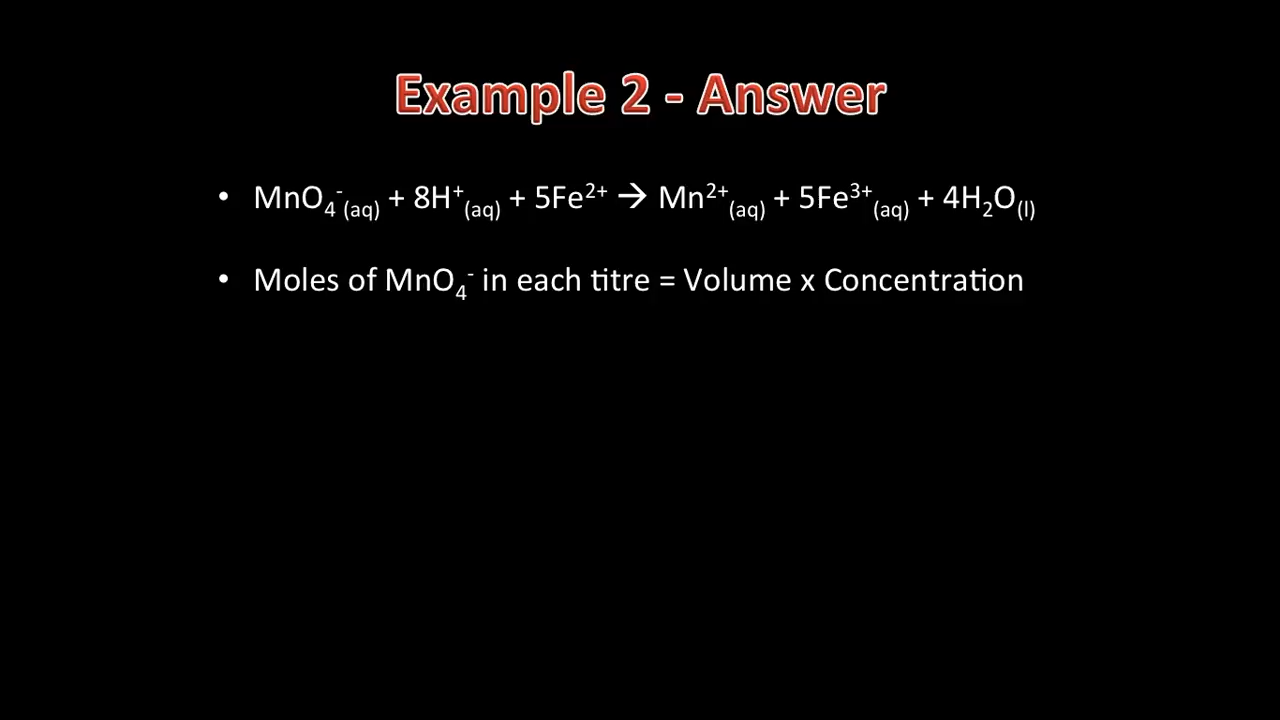 Example 2 - Answer
• MnO₄⁻₍ₐq₎ + 8H⁺₍ₐq₎ + 5Fe²⁺ → Mn²⁺₍ₐq₎ + 5Fe³⁺₍ₐq₎ + 4H₂O₍ₗ₎
• Moles of MnO₄⁻ in each titre = Volume x Concentration